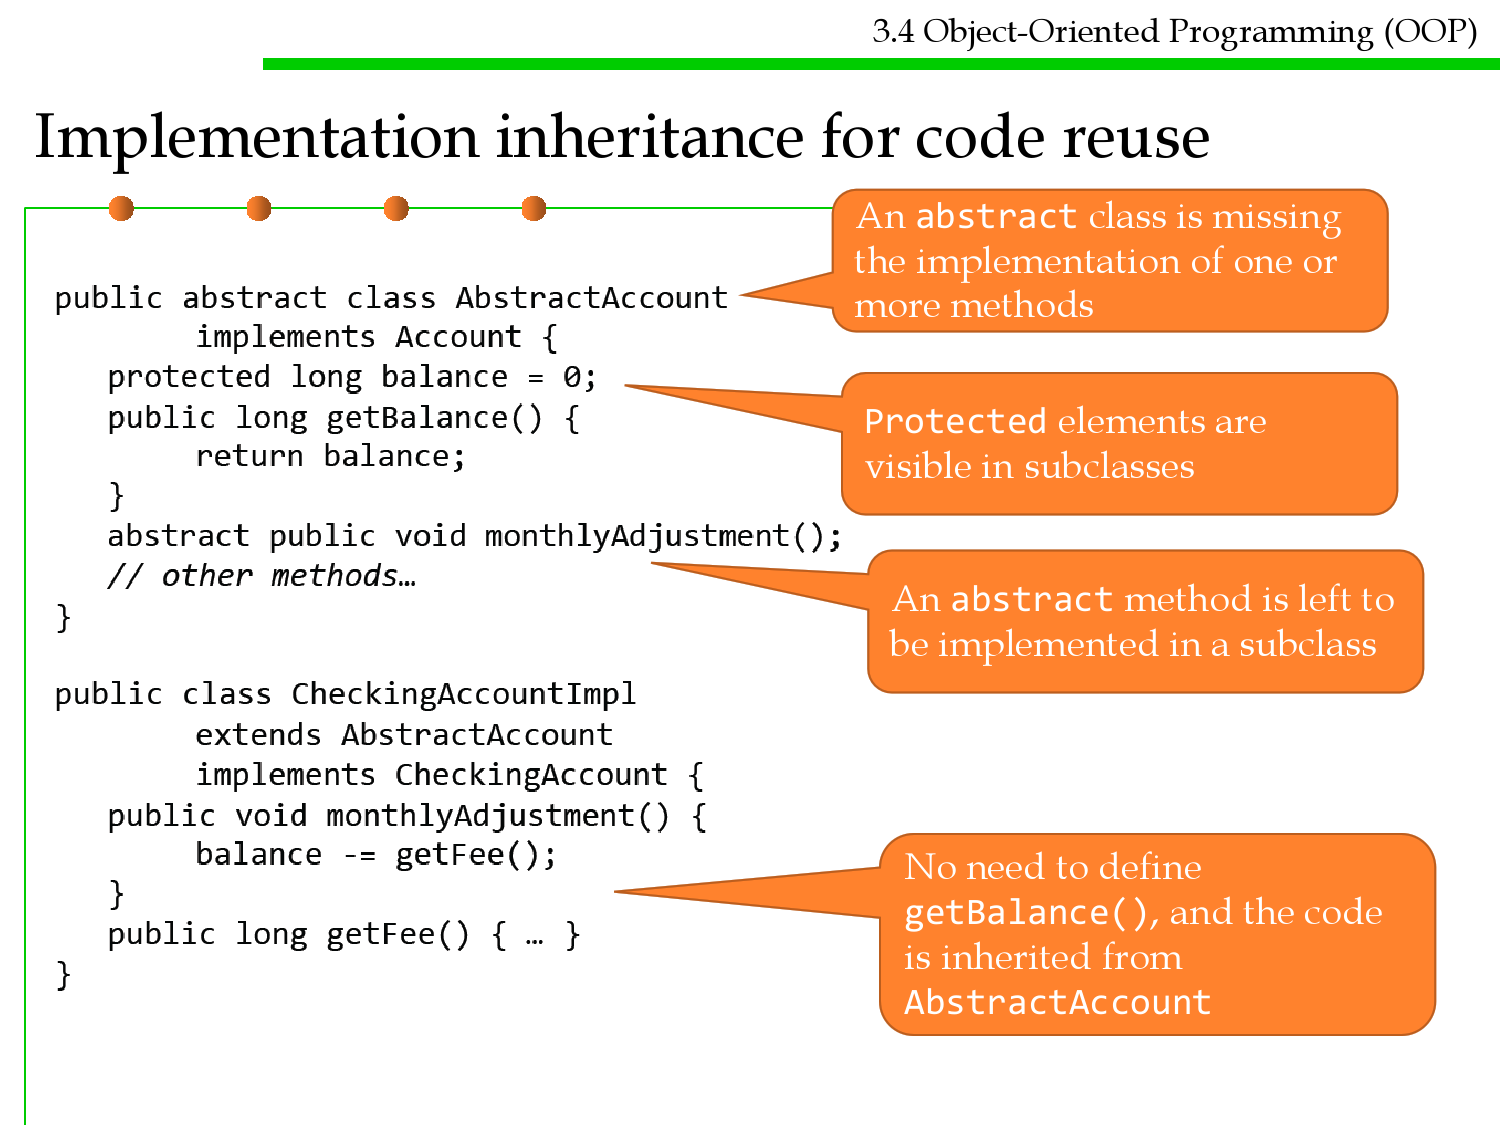 3.4 Object-Oriented Programming (OOP)
Implementation inheritance for code reuse
An abstract class is missing
the implementation of one or
more methods
public abstract class AbstractAccount
implements Account {
protected long balance = 0;
public long getBalance() {
return balance;
}
abstract public void monthlyAdjustment();
// other methods…
}
Protected elements are
visible in subclasses
An abstract method is left to
be implemented in a subclass
public class CheckingAccountImpl
extends AbstractAccount
implements CheckingAccount {
public void monthlyAdjustment() {
balance -= getFee();
}
public long getFee() { … }
}
No need to define
getBalance(), and the code
is inherited from
AbstractAccount